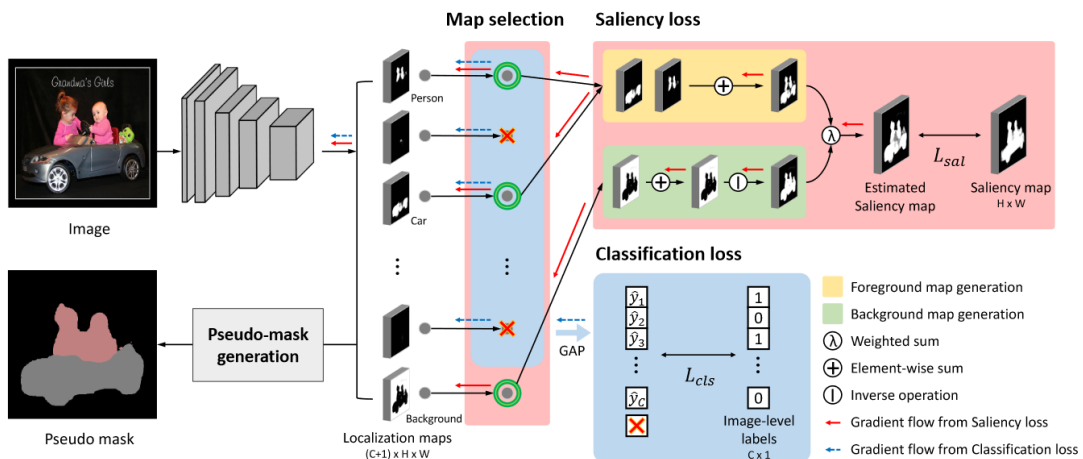 Map selection
Saliency loss
Grandma's Girls
Person
Car
Background
Image
Pseudo-mask
generation
Pseudo mask
Localization maps
(C+1) x H x W
λ
L_sal
Estimated
Saliency map
Saliency map
H x W
Classification loss
GAP
ŷ₁
ŷ₂
ŷ₃
ŷ_C
L_cls
1
0
1
0
Image-level
labels
C x 1
Foreground map generation
Background map generation
λ Weighted sum
Element-wise sum
Inverse operation
Gradient flow from Saliency loss
Gradient flow from Classification loss